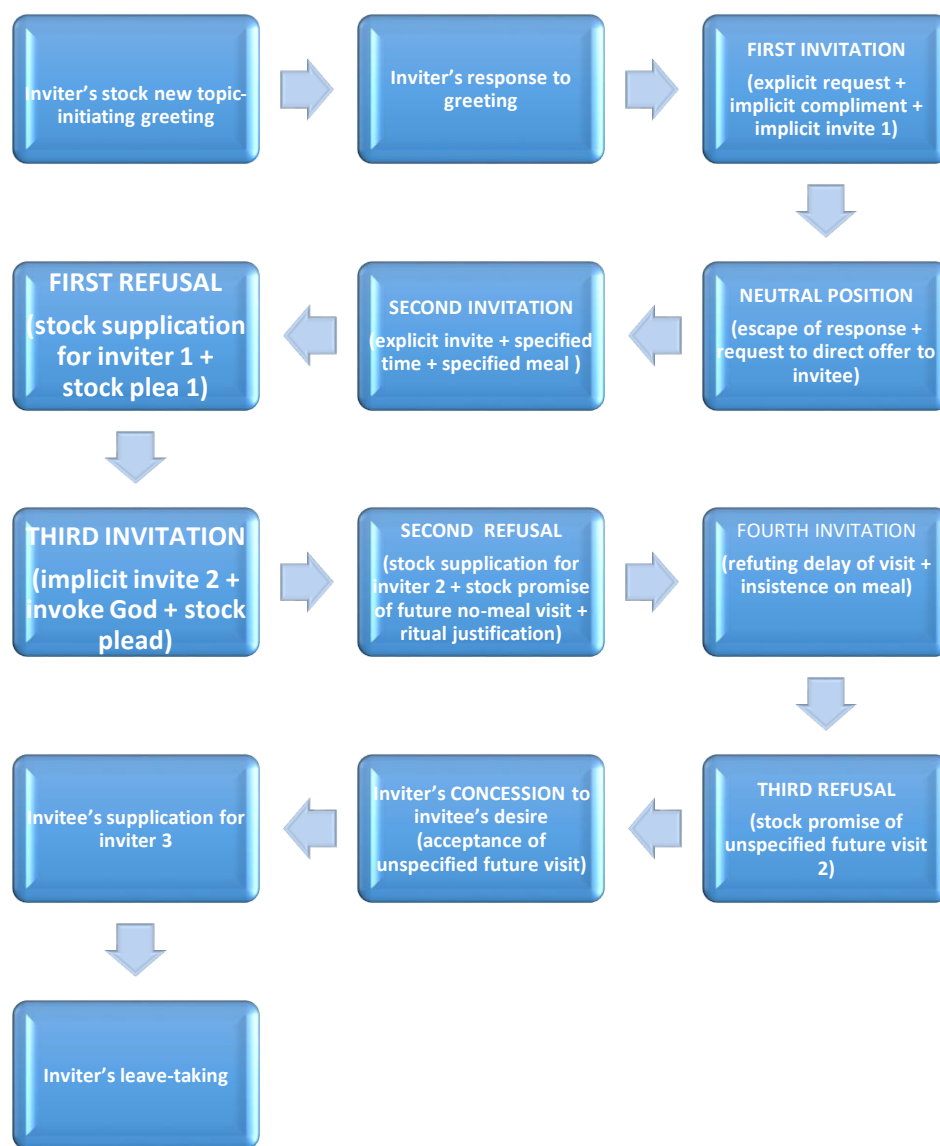 Inviter's stock new topic-
initiating greeting
Inviter's response to
greeting
FIRST INVITATION
(explicit request +
implicit compliment +
implicit invite 1)
NEUTRAL POSITION
(escape of response +
request to direct offer to
invitee)
SECOND INVITATION
(explicit invite + specified
time + specified meal )
FIRST REFUSAL
(stock supplication
for inviter 1 +
stock plea 1)
THIRD INVITATION
(implicit invite 2 +
invoke God + stock
plead)
SECOND REFUSAL
(stock supplication for
inviter 2 + stock promise
of future no-meal visit +
ritual justification)
FOURTH INVITATION
(refuting delay of visit +
insistence on meal)
THIRD REFUSAL
(stock promise of
unspecified future visit
2)
Inviter's CONCESSION to
invitee's desire
(acceptance of
unspecified future visit)
Invitee's supplication for
inviter 3
Inviter's leave-taking